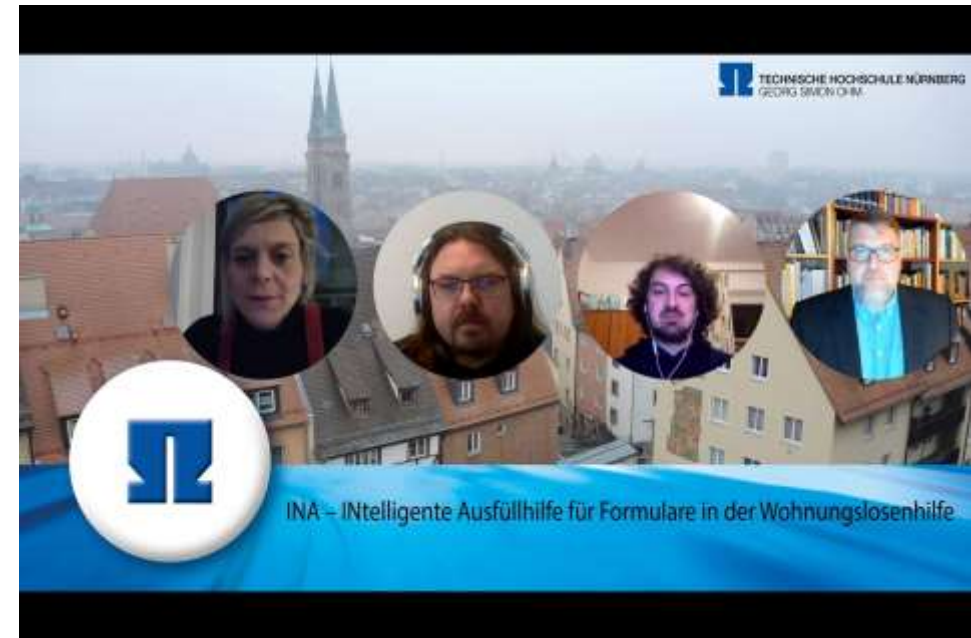 TECHNISCHE HOCHSCHULE NÜRNBERG
GEORG SIMON OHM
INA – INtelligente Ausfüllhilfe für Formulare in der Wohnungslosenhilfe